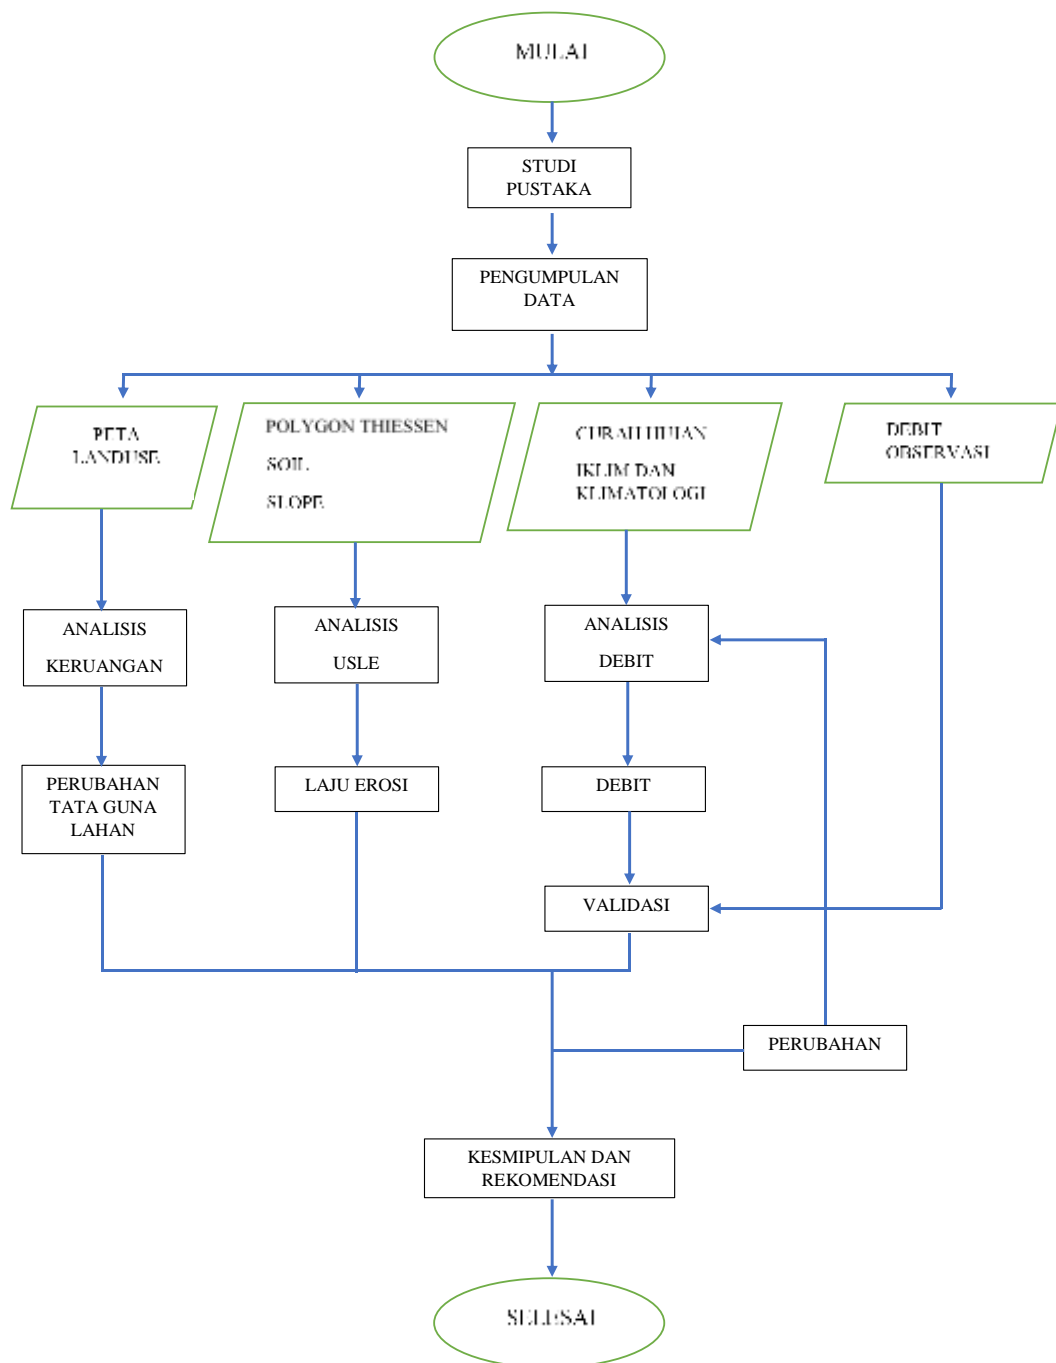 MULAI
STUDI
PUSTAKA
PENGUMPULAN
DATA
PETA
LANDUSE
POLYGON THIESSEN
SOIL
SLOPE
CURAH HUJAN
IKLIM DAN
KLIMATOLOGI
DEBIT
OBSERVASI
ANALISIS
KERUANGAN
ANALISIS
USLE
ANALISIS
DEBIT
PERUBAHAN
TATA GUNA
LAHAN
LAJU EROSI
DEBIT
VALIDASI
PERUBAHAN
KESMIPULAN DAN
REKOMENDASI
SELESAI